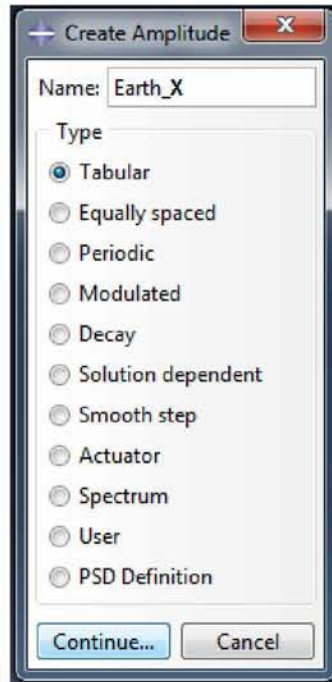 Create Amplitude
Name: Earth_X
Type
Tabular
Equally spaced
Periodic
Modulated
Decay
Solution dependent
Smooth step
Actuator
Spectrum
User
PSD Definition
Continue... Cancel